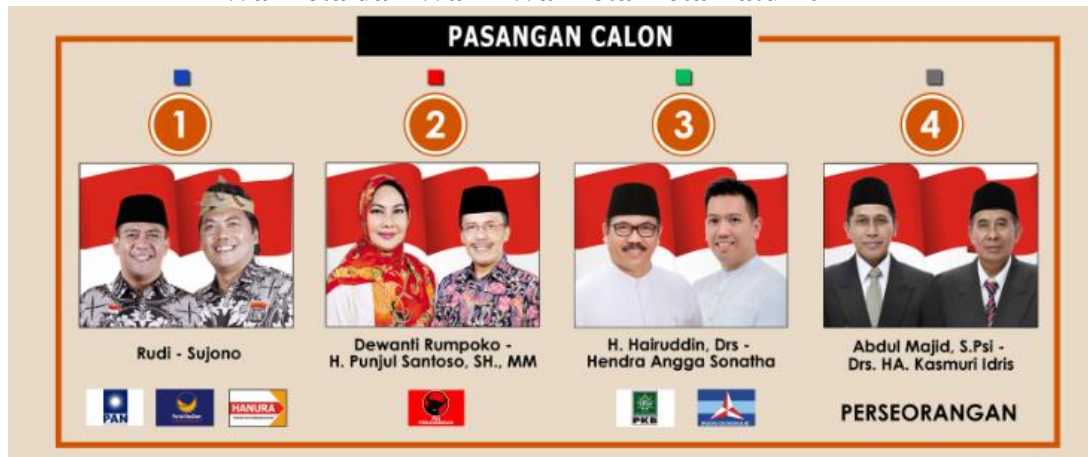 PASANGAN CALON
1
2
3
4
Rudi - Sujono
Dewanti Rumpoko -
H. Punjul Santoso, SH., MM
H. Hairuddin, Drs -
Hendra Angga Sonatha
Abdul Majid, S.Psi -
Drs. HA. Kasmuri Idris
PAN
HANURA
PKB
PERSEORANGAN